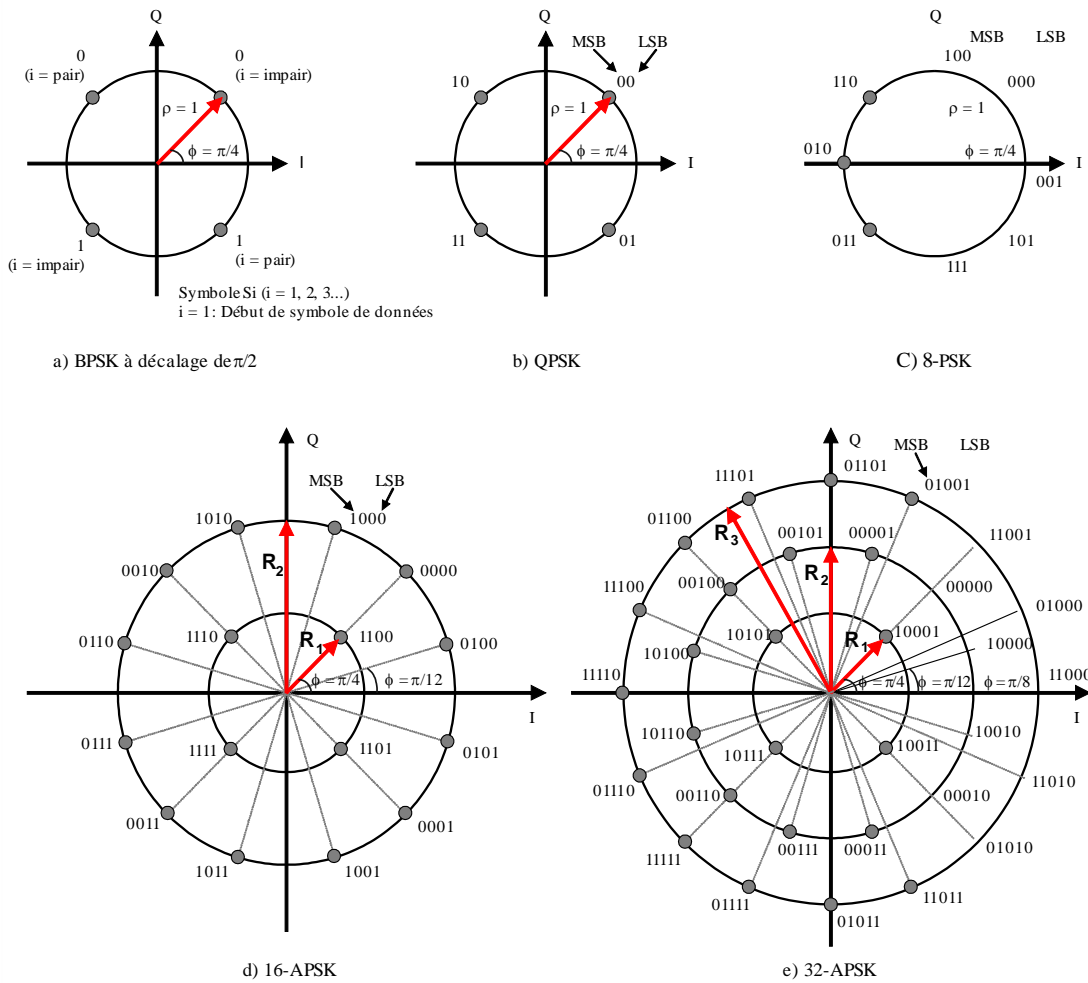 Q
0
(i = pair)
0
(i = impair)
ρ = 1
ϕ = π/4
I
1
(i = impair)
1
(i = pair)
Symbole Si (i = 1, 2, 3...)
i = 1: Début de symbole de données
a) BPSK à décalage de π/2
Q
MSB LSB
10
00
ρ = 1
ϕ = π/4
I
11
01
b) QPSK
Q
MSB LSB
100
110
000
ρ = 1
010
ϕ = π/4
I
001
011
101
111
C) 8-PSK
Q
MSB LSB
1010
1000
R2
0010
0000
1110
1100
R1
0110
0100
ϕ = π/4
ϕ = π/12
I
0111
1111
1101
0101
0011
0001
1011
1001
d) 16-APSK
Q
MSB LSB
11101
01101
01001
01100
R3
00101
00001
11001
R2
11100
00100
00000
01000
10101
R1
10001
10000
10100
11110
ϕ = π/4
ϕ = π/12
ϕ = π/8
11000
I
10110
10111
10011
10010
01110
00110
00010
11010
00111
00011
11111
01010
01111
01011
11011
e) 32-APSK